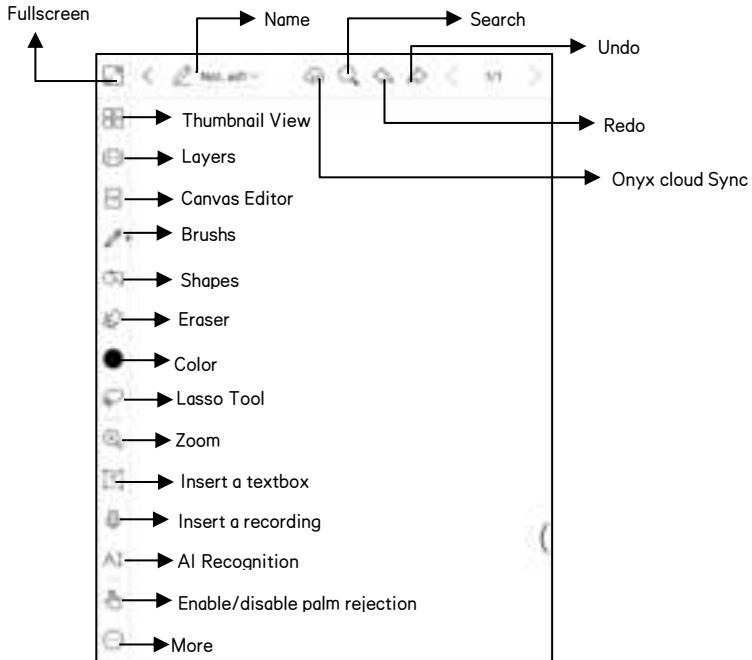 Fullscreen
Name
Search
Undo
1/1
Thumbnail View
Redo
Layers
Onyx cloud Sync
Canvas Editor
Brushs
Shapes
Eraser
Color
Lasso Tool
Zoom
Insert a textbox
Insert a recording
AI
AI Recognition
Enable/disable palm rejection
More